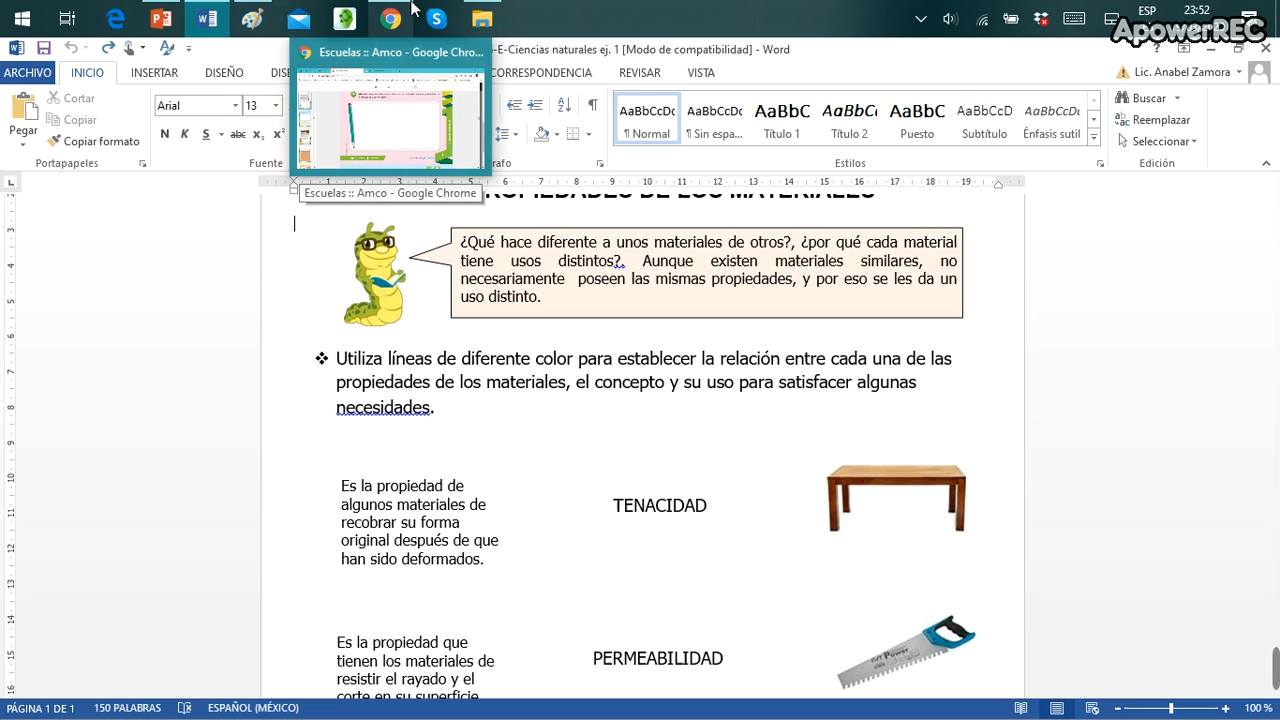 ESP
23:52
ApowerREC
Escuelas :: Amco - Google Chro...
-E-Ciencias naturales ej. 1 [Modo de compatibilidad] - Word
ARCHIVO INICIO INSERTAR DISEÑO CORRESPONDENCIA REVISAR VISTA
Lic. Anabel Zamora
Pegar
Cortar
Copiar
Copiar formato
Portapapeles
Arial 13
N K S abc x₂ x²
Fuente
AaBbCcDc AaBbCcDc AaBbC AaBbCc AaBbC AaBbCcD AaBbCcDc
¶ Normal ¶ Sin espa... Título 1 Título 2 Puesto Subtítulo Énfasis sutil
Estilos
Buscar
Reemplazar
Seleccionar
Edición
Escuelas :: Amco - Google Chrome
¿Qué hace diferente a unos materiales de otros?, ¿por qué cada material
tiene usos distintos?. Aunque existen materiales similares, no
necesariamente poseen las mismas propiedades, y por eso se les da un
uso distinto.
❖ Utiliza líneas de diferente color para establecer la relación entre cada una de las
propiedades de los materiales, el concepto y su uso para satisfacer algunas
necesidades.
Es la propiedad de
algunos materiales de
recobrar su forma
original después de que
han sido deformados.
TENACIDAD
Es la propiedad que
tienen los materiales de
resistir el rayado y el
corte en su superficie
PERMEABILIDAD
Power
PÁGINA 1 DE 1 150 PALABRAS ESPAÑOL (MÉXICO) 100 %